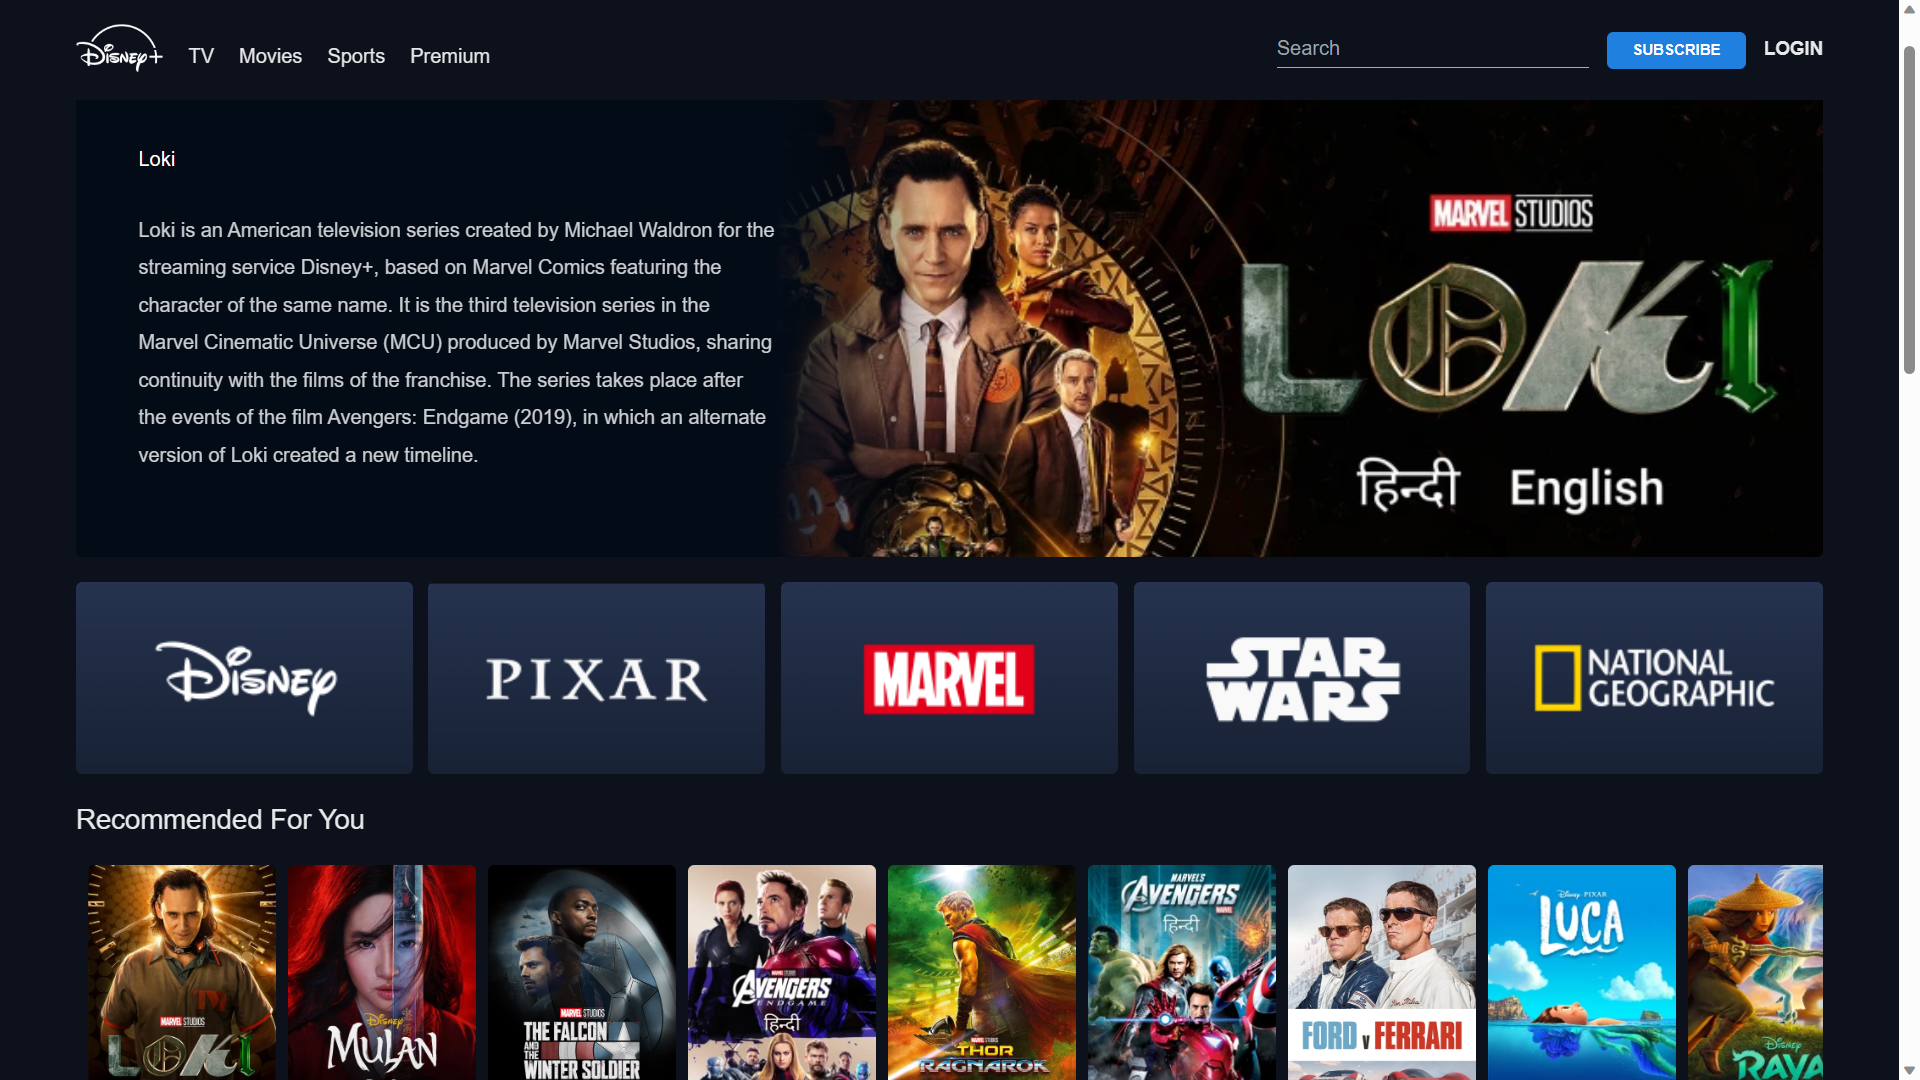 Disney+
TV
Movies
Sports
Premium
Search
SUBSCRIBE
LOGIN
Loki
Loki is an American television series created by Michael Waldron for the
streaming service Disney+, based on Marvel Comics featuring the
character of the same name. It is the third television series in the
Marvel Cinematic Universe (MCU) produced by Marvel Studios, sharing
continuity with the films of the franchise. The series takes place after
the events of the film Avengers: Endgame (2019), in which an alternate
version of Loki created a new timeline.
MARVEL STUDIOS
LOKI
हिन्दी English
Disney
PIXAR
MARVEL
STAR
WARS
NATIONAL
GEOGRAPHIC
Recommended For You
MARVEL STUDIOS
LOKI
Disney
MULAN
MARVEL STUDIOS
THE FALCON
AND THE
WINTER SOLDIER
MARVEL STUDIOS
AVENGERS
ENDGAME
हिन्दी
MARVEL STUDIOS
THOR
RAGNAROK
MARVEL'S
AVENGERS
MARVEL
हिन्दी
FORD v FERRARI
Disney PIXAR
LUCA
Disney
RAYA